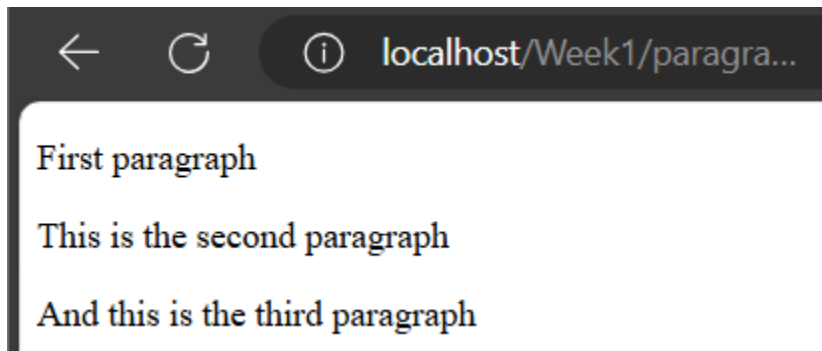 localhost/Week1/paragra...
First paragraph
This is the second paragraph
And this is the third paragraph